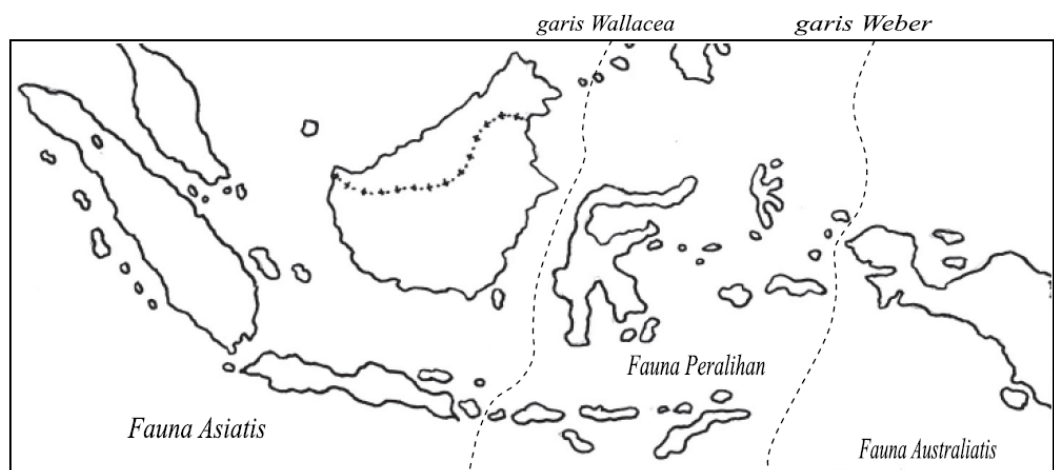 garis Wallacea
garis Weber
Fauna Peralihan
Fauna Asiatis
Fauna Australiatis